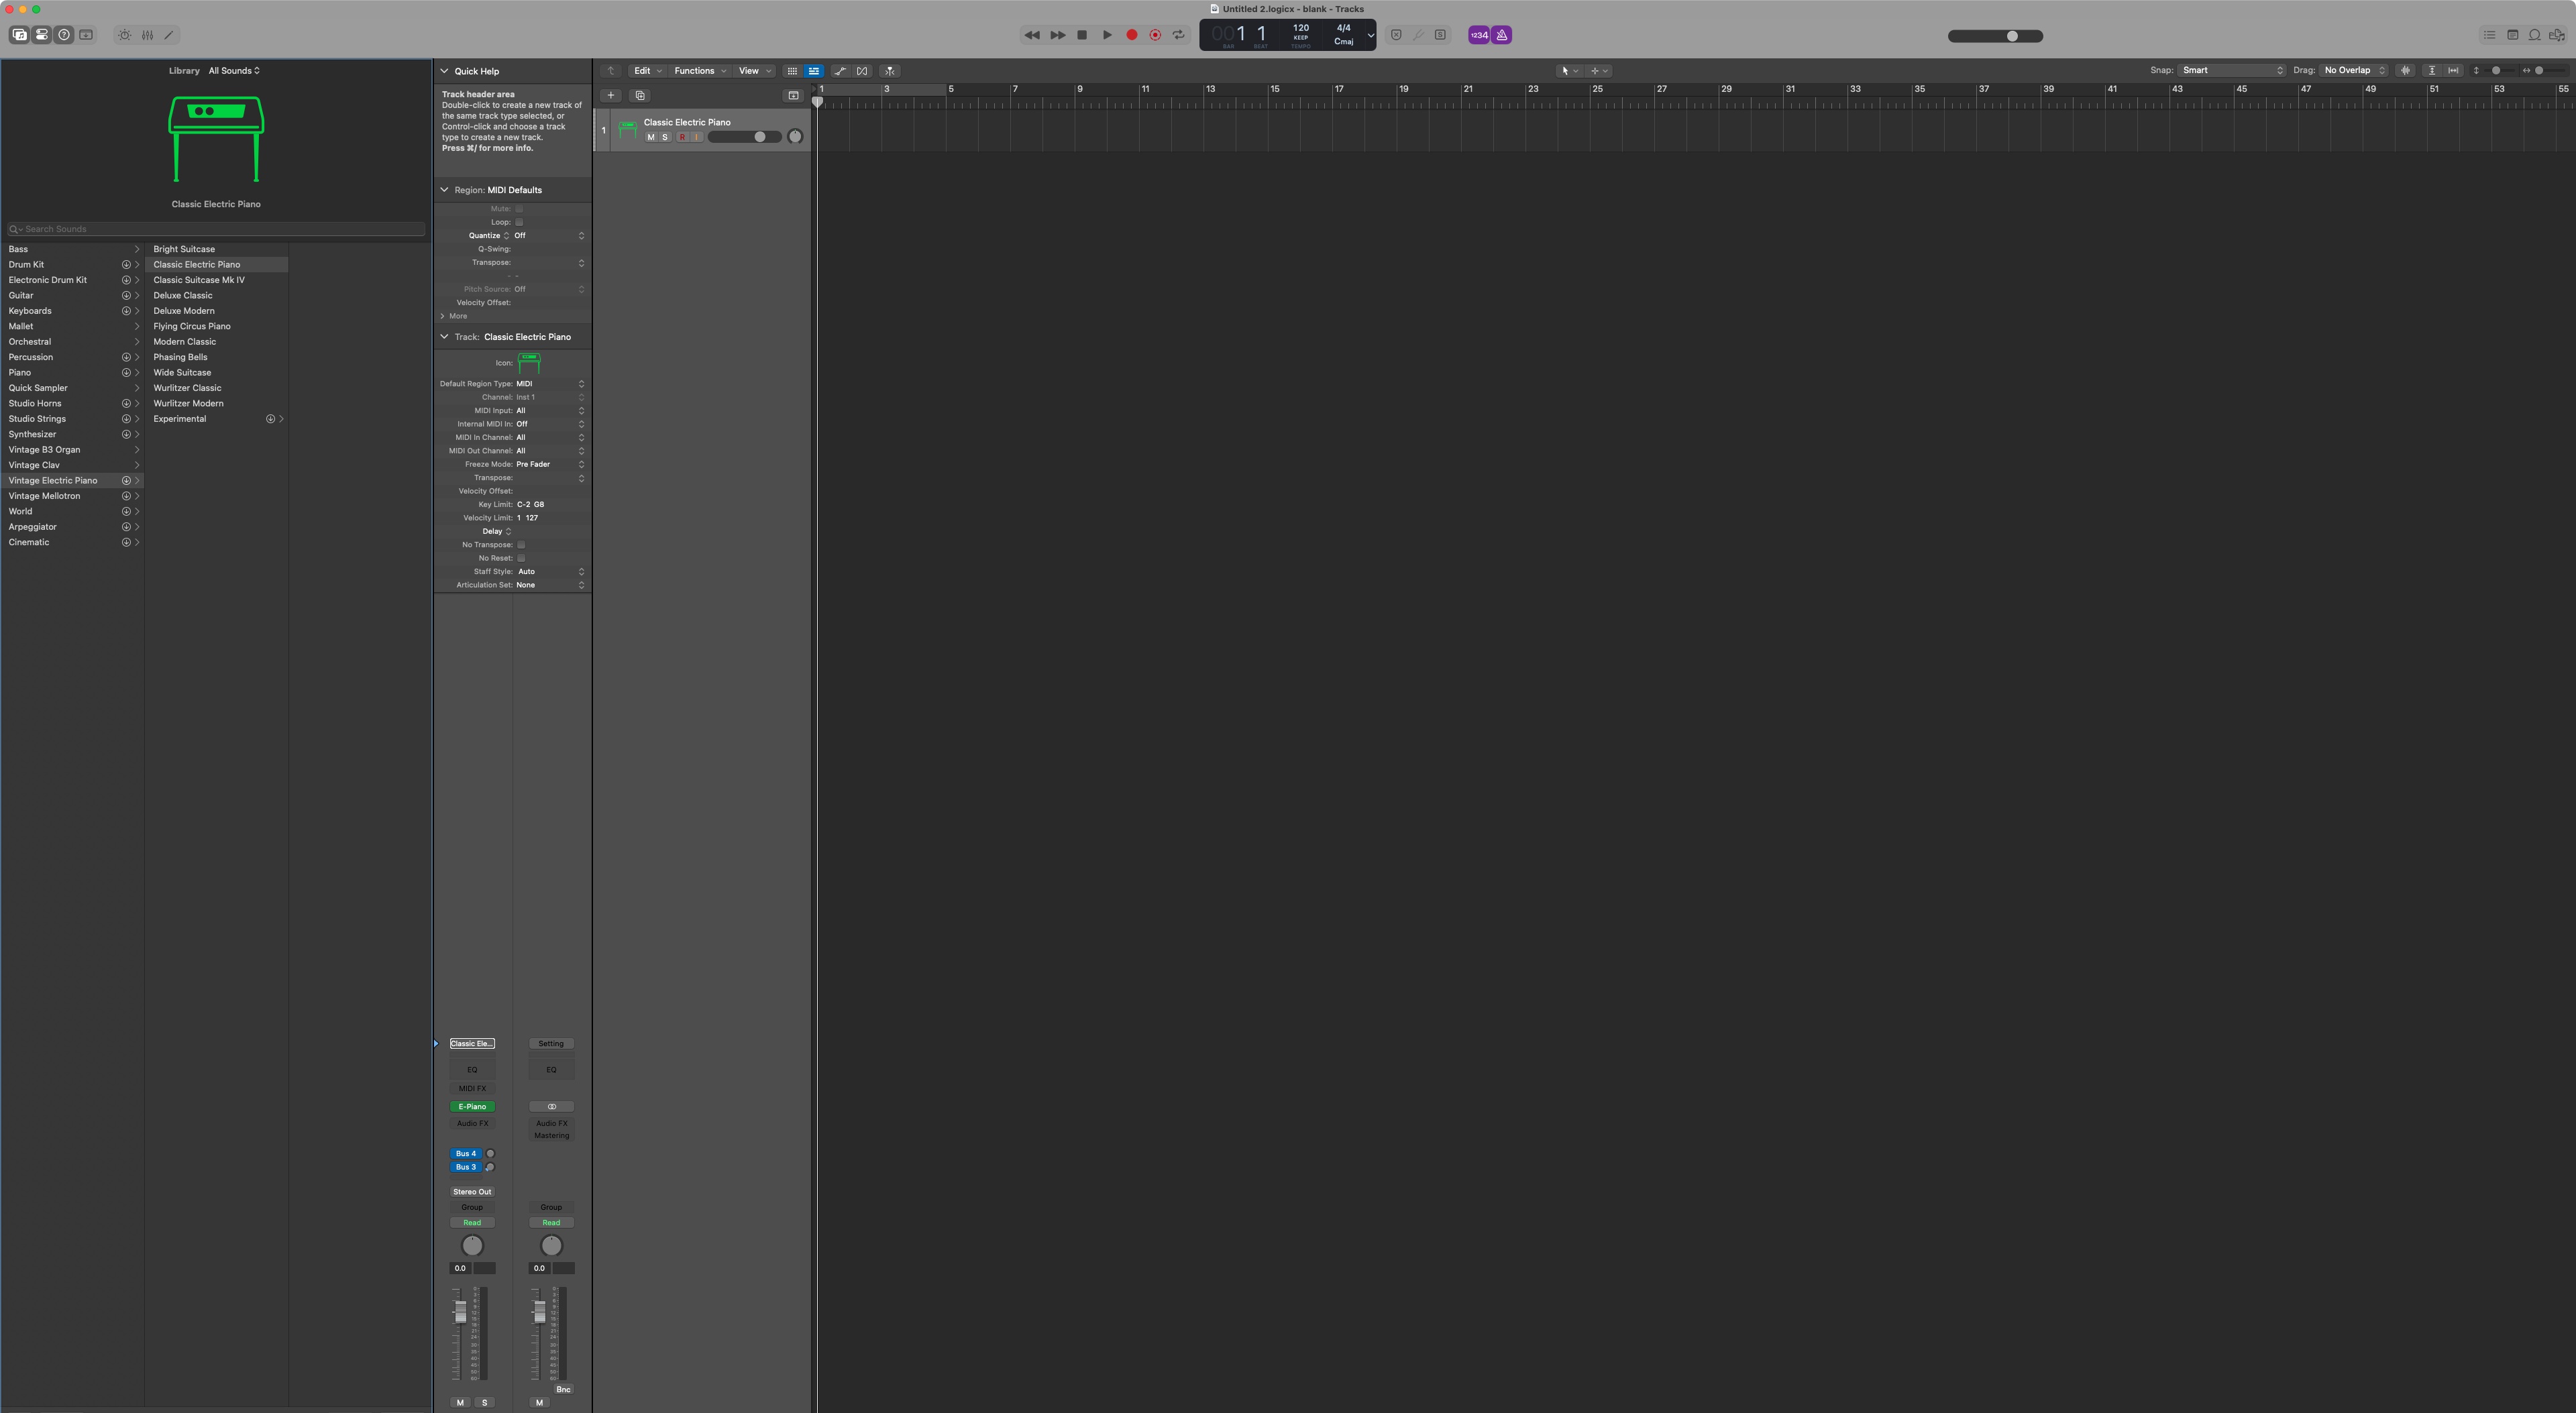 Untitled 2.logicx - blank - Tracks
1 1
BAR BEAT
120
KEEP
TEMPO
4/4
Cmaj
1234
Library All Sounds
Classic Electric Piano
Search Sounds
Bass
Drum Kit
Electronic Drum Kit
Guitar
Keyboards
Mallet
Orchestral
Percussion
Piano
Quick Sampler
Studio Horns
Studio Strings
Synthesizer
Vintage B3 Organ
Vintage Clav
Vintage Electric Piano
Vintage Mellotron
World
Arpeggiator
Cinematic
Bright Suitcase
Classic Electric Piano
Classic Suitcase Mk IV
Deluxe Classic
Deluxe Modern
Flying Circus Piano
Modern Classic
Phasing Bells
Wide Suitcase
Wurlitzer Classic
Wurlitzer Modern
Experimental
Quick Help
Track header area
Double-click to create a new track of
the same track type selected, or
Control-click and choose a track
type to create a new track.
Press ⌘/ for more info.
Region: MIDI Defaults
Mute:
Loop:
Quantize Off
Q-Swing:
Transpose:
- -
Pitch Source: Off
Velocity Offset:
More
Track: Classic Electric Piano
Icon:
Default Region Type: MIDI
Channel: Inst 1
MIDI Input: All
Internal MIDI In: Off
MIDI In Channel: All
MIDI Out Channel: All
Freeze Mode: Pre Fader
Transpose:
Velocity Offset:
Key Limit: C-2 G8
Velocity Limit: 1 127
Delay
No Transpose:
No Reset:
Staff Style: Auto
Articulation Set: None
Classic Ele...
EQ
MIDI FX
E-Piano
Audio FX
Bus 4
Bus 3
Stereo Out
Group
Read
0.0
M S
Setting
EQ
Audio FX
Mastering
Group
Read
0.0
Bnc
M
Edit Functions View
Snap: Smart Drag: No Overlap
1 3 5 7 9 11 13 15 17 19 21 23 25 27 29 31 33 35 37 39 41 43 45 47 49 51 53 55
1 Classic Electric Piano
M S R I